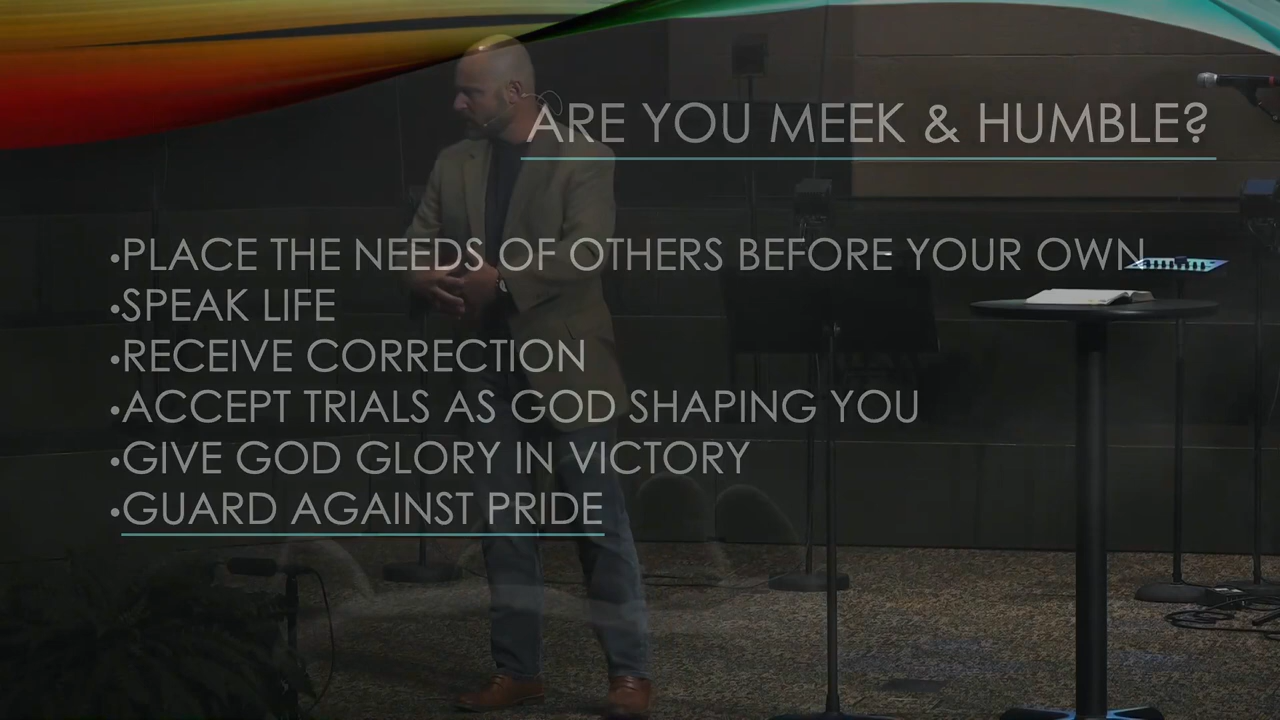 ARE YOU MEEK & HUMBLE?
•PLACE THE NEEDS OF OTHERS BEFORE YOUR OWN
•SPEAK LIFE
•RECEIVE CORRECTION
•ACCEPT TRIALS AS GOD SHAPING YOU
•GIVE GOD GLORY IN VICTORY
•GUARD AGAINST PRIDE